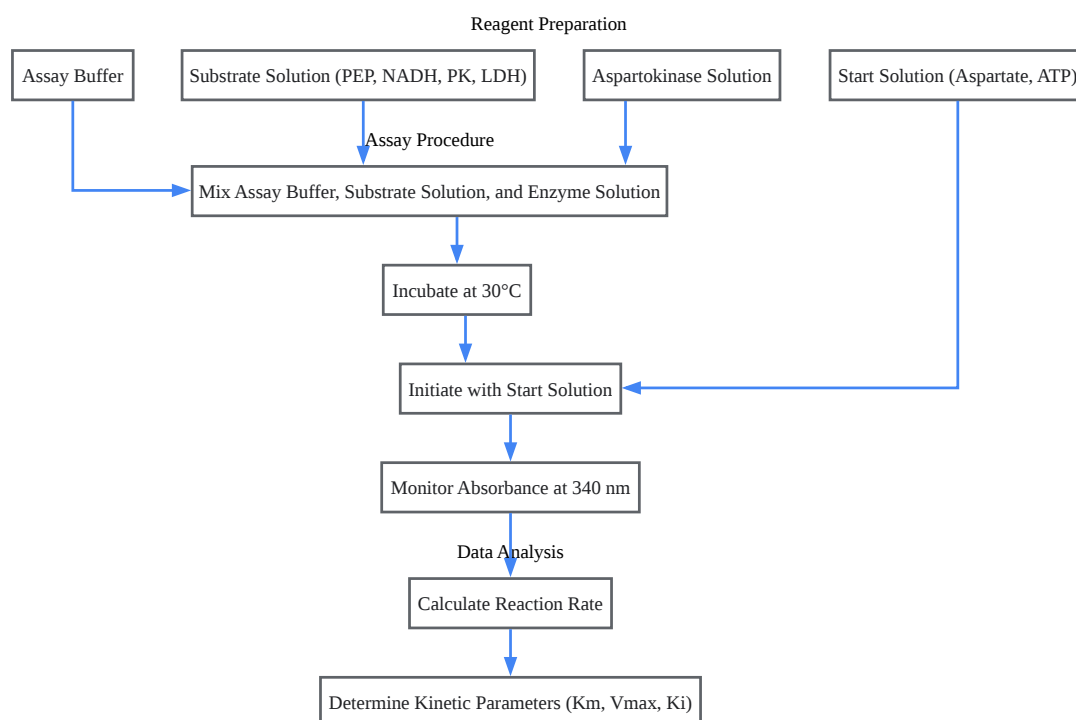 Reagent Preparation
Assay Buffer
Substrate Solution (PEP, NADH, PK, LDH)
Aspartokinase Solution
Start Solution (Aspartate, ATP)
Assay Procedure
Mix Assay Buffer, Substrate Solution, and Enzyme Solution
Incubate at 30°C
Initiate with Start Solution
Monitor Absorbance at 340 nm
Data Analysis
Calculate Reaction Rate
Determine Kinetic Parameters (Km, Vmax, Ki)